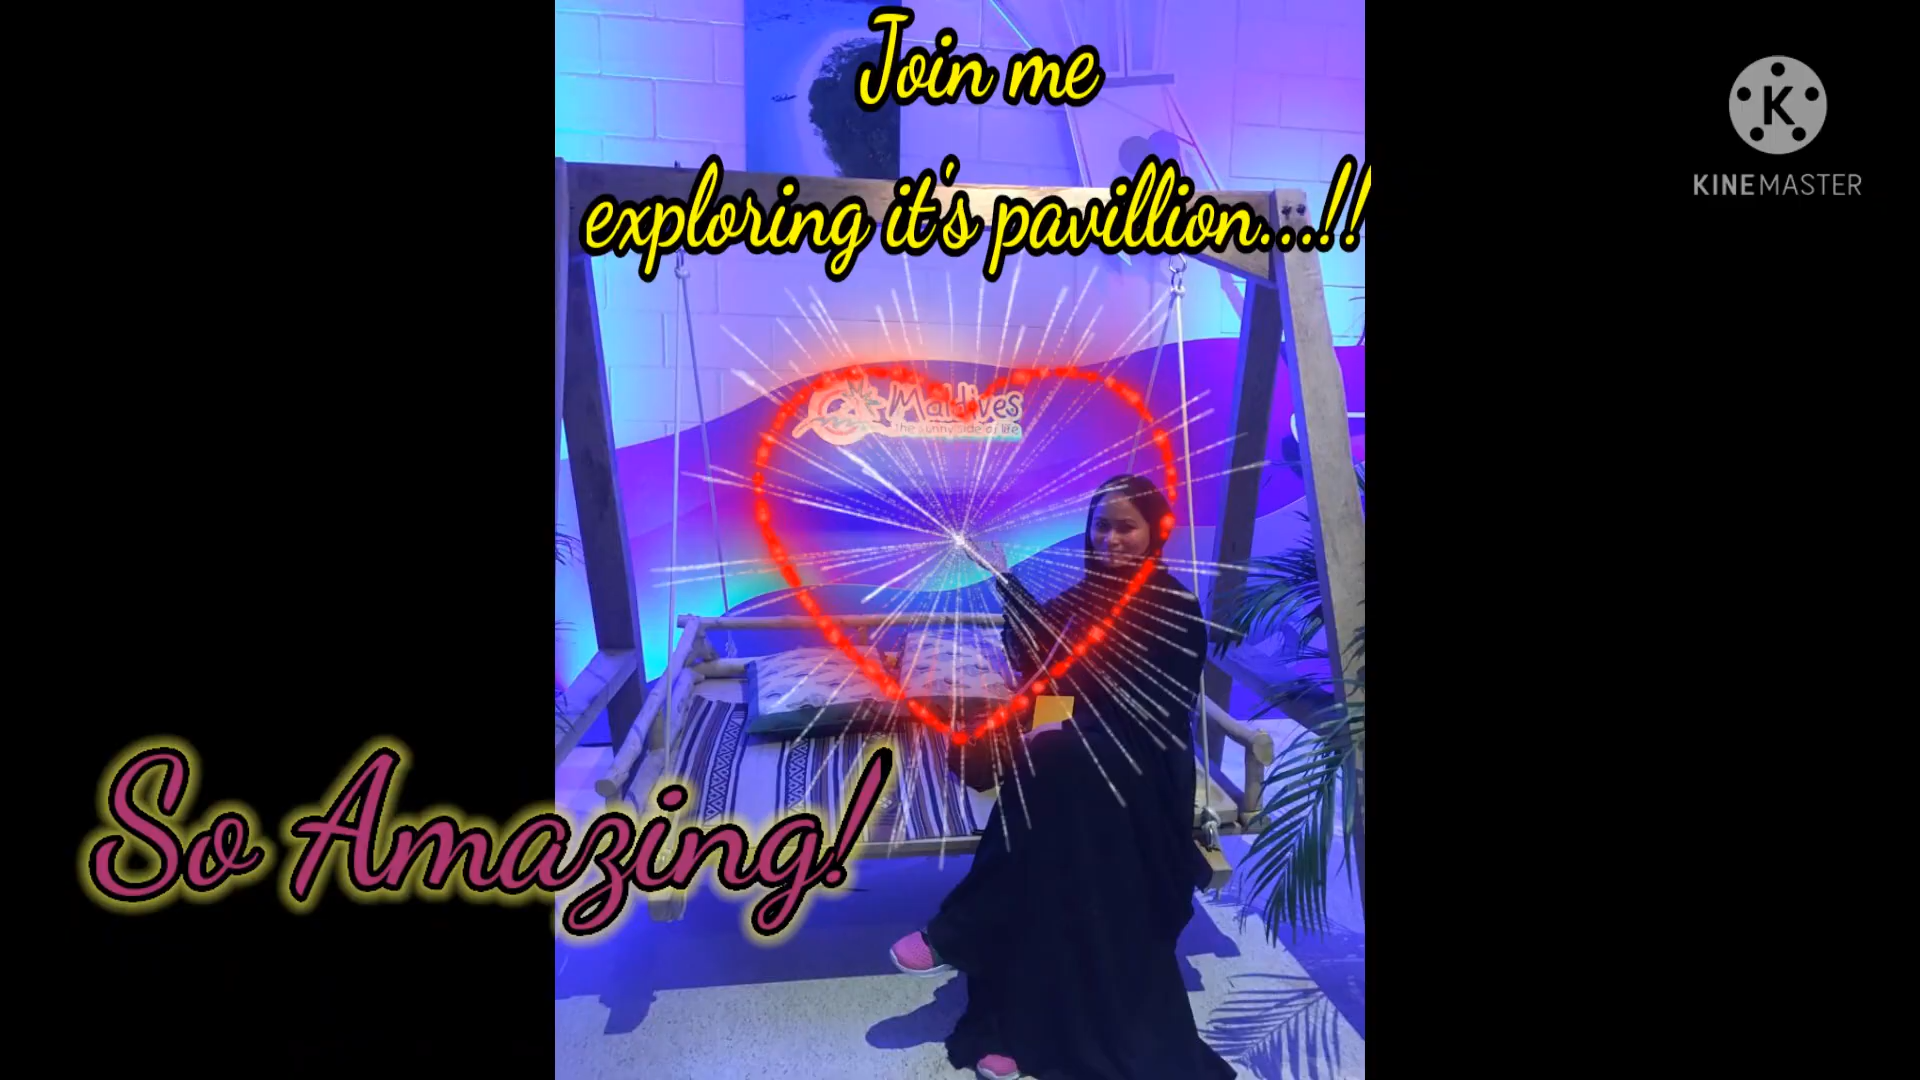 Join me
exploring it's pavillion...!!
KINEMASTER
Maldives
the sunny side of life
So Amazing!